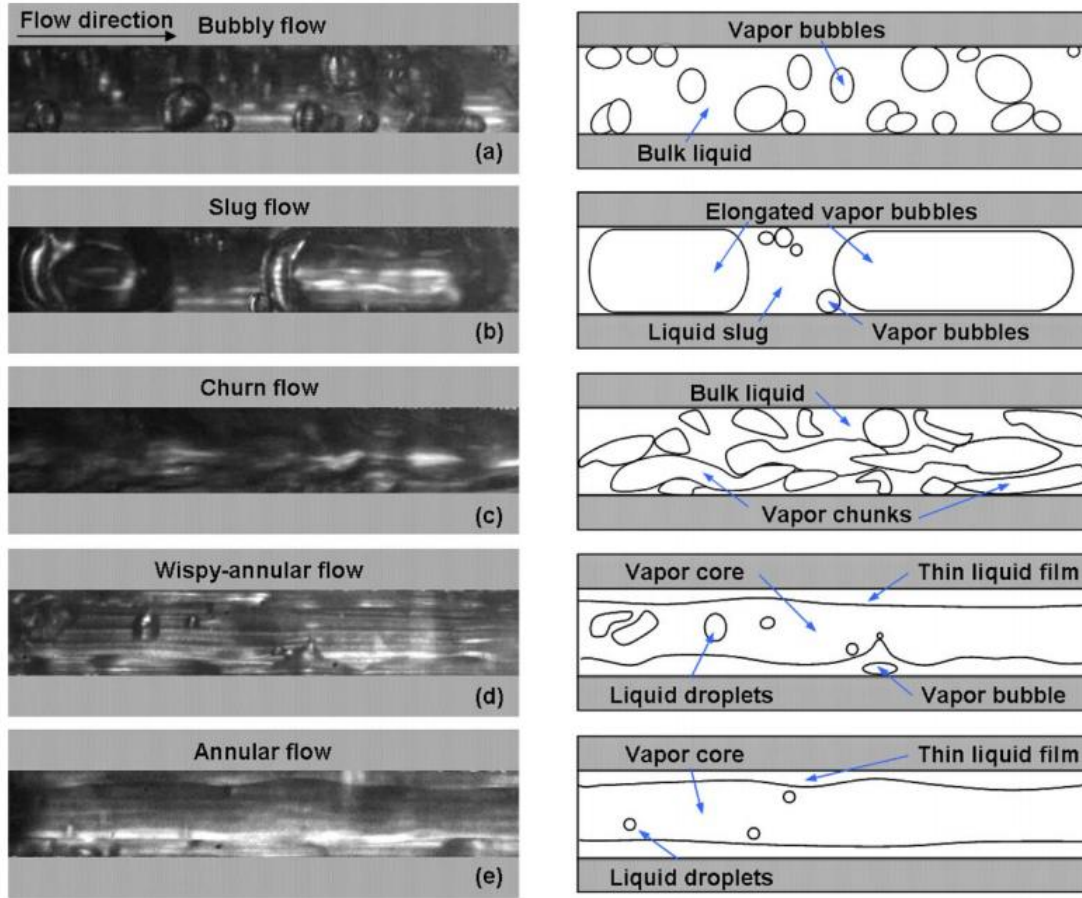 Flow direction
Bubbly flow
(a)
Vapor bubbles
Bulk liquid
Slug flow
(b)
Elongated vapor bubbles
Liquid slug
Vapor bubbles
Churn flow
(c)
Bulk liquid
Vapor chunks
Wispy-annular flow
(d)
Vapor core
Thin liquid film
Liquid droplets
Vapor bubble
Annular flow
(e)
Vapor core
Thin liquid film
Liquid droplets